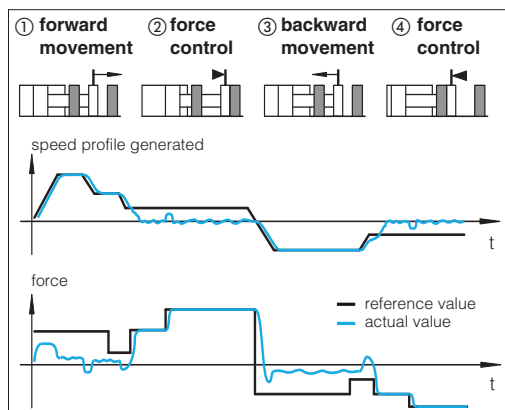 ① forward movement
② force control
③ backward movement
④ force control
speed profile generated
t
force
reference value
actual value
t